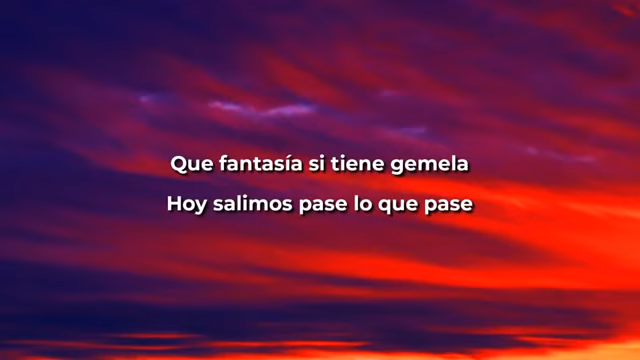 Que fantasía si tiene gemela
Hoy salimos pase lo que pase